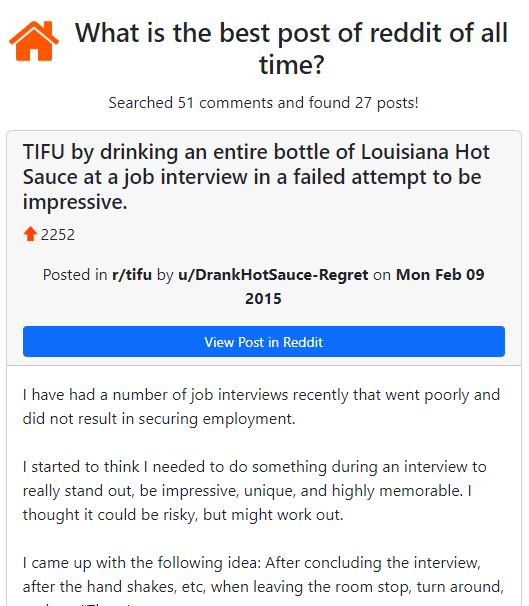 What is the best post of reddit of all
time?
Searched 51 comments and found 27 posts!
TIFU by drinking an entire bottle of Louisiana Hot
Sauce at a job interview in a failed attempt to be
impressive.
2252
Posted in r/tifu by u/DrankHotSauce-Regret on Mon Feb 09
2015
View Post in Reddit
I have had a number of job interviews recently that went poorly and
did not result in securing employment.
I started to think I needed to do something during an interview to
really stand out, be impressive, unique, and highly memorable. I
thought it could be risky, but might work out.
I came up with the following idea: After concluding the interview,
after the hand shakes, etc, when leaving the room stop, turn around,